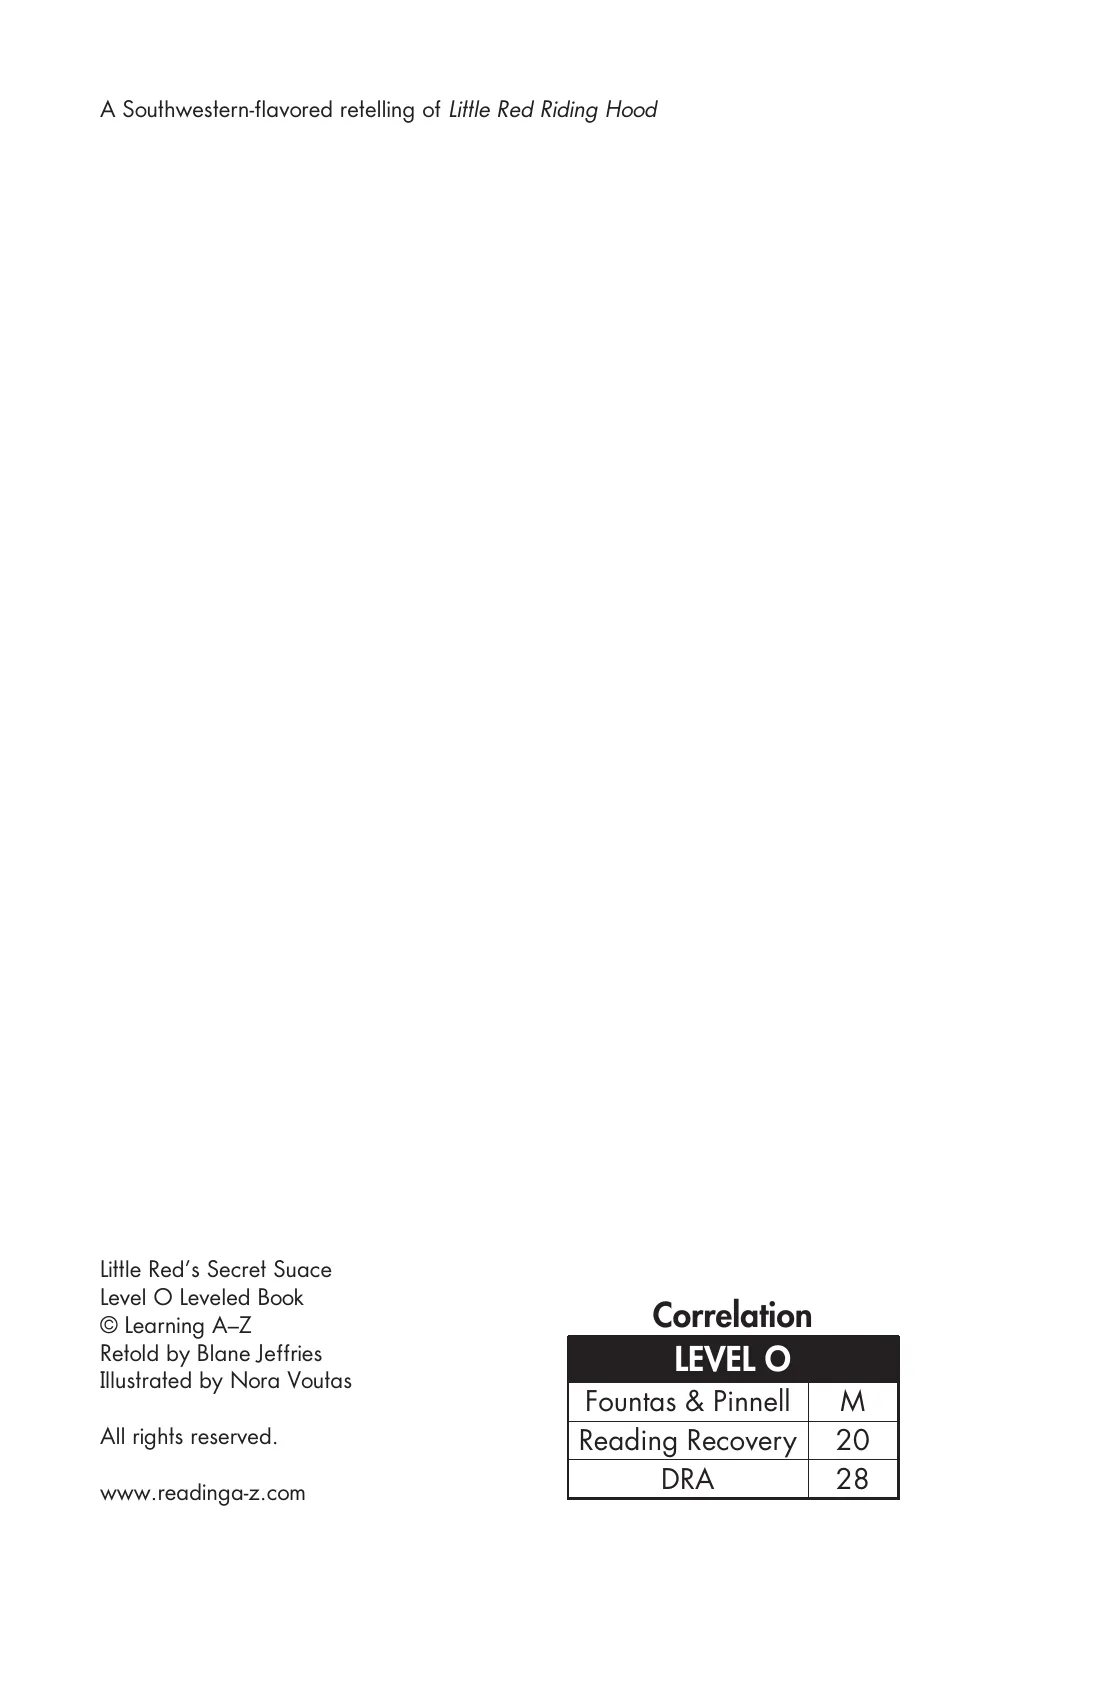 A Southwestern-flavored retelling of Little Red Riding Hood
Little Red’s Secret Suace
Level O Leveled Book
© Learning A–Z
Retold by Blane Jeffries
Illustrated by Nora Voutas
All rights reserved.
www.readinga-z.com
Correlation
LEVEL O
Fountas & Pinnell M
Reading Recovery 20
DRA 28